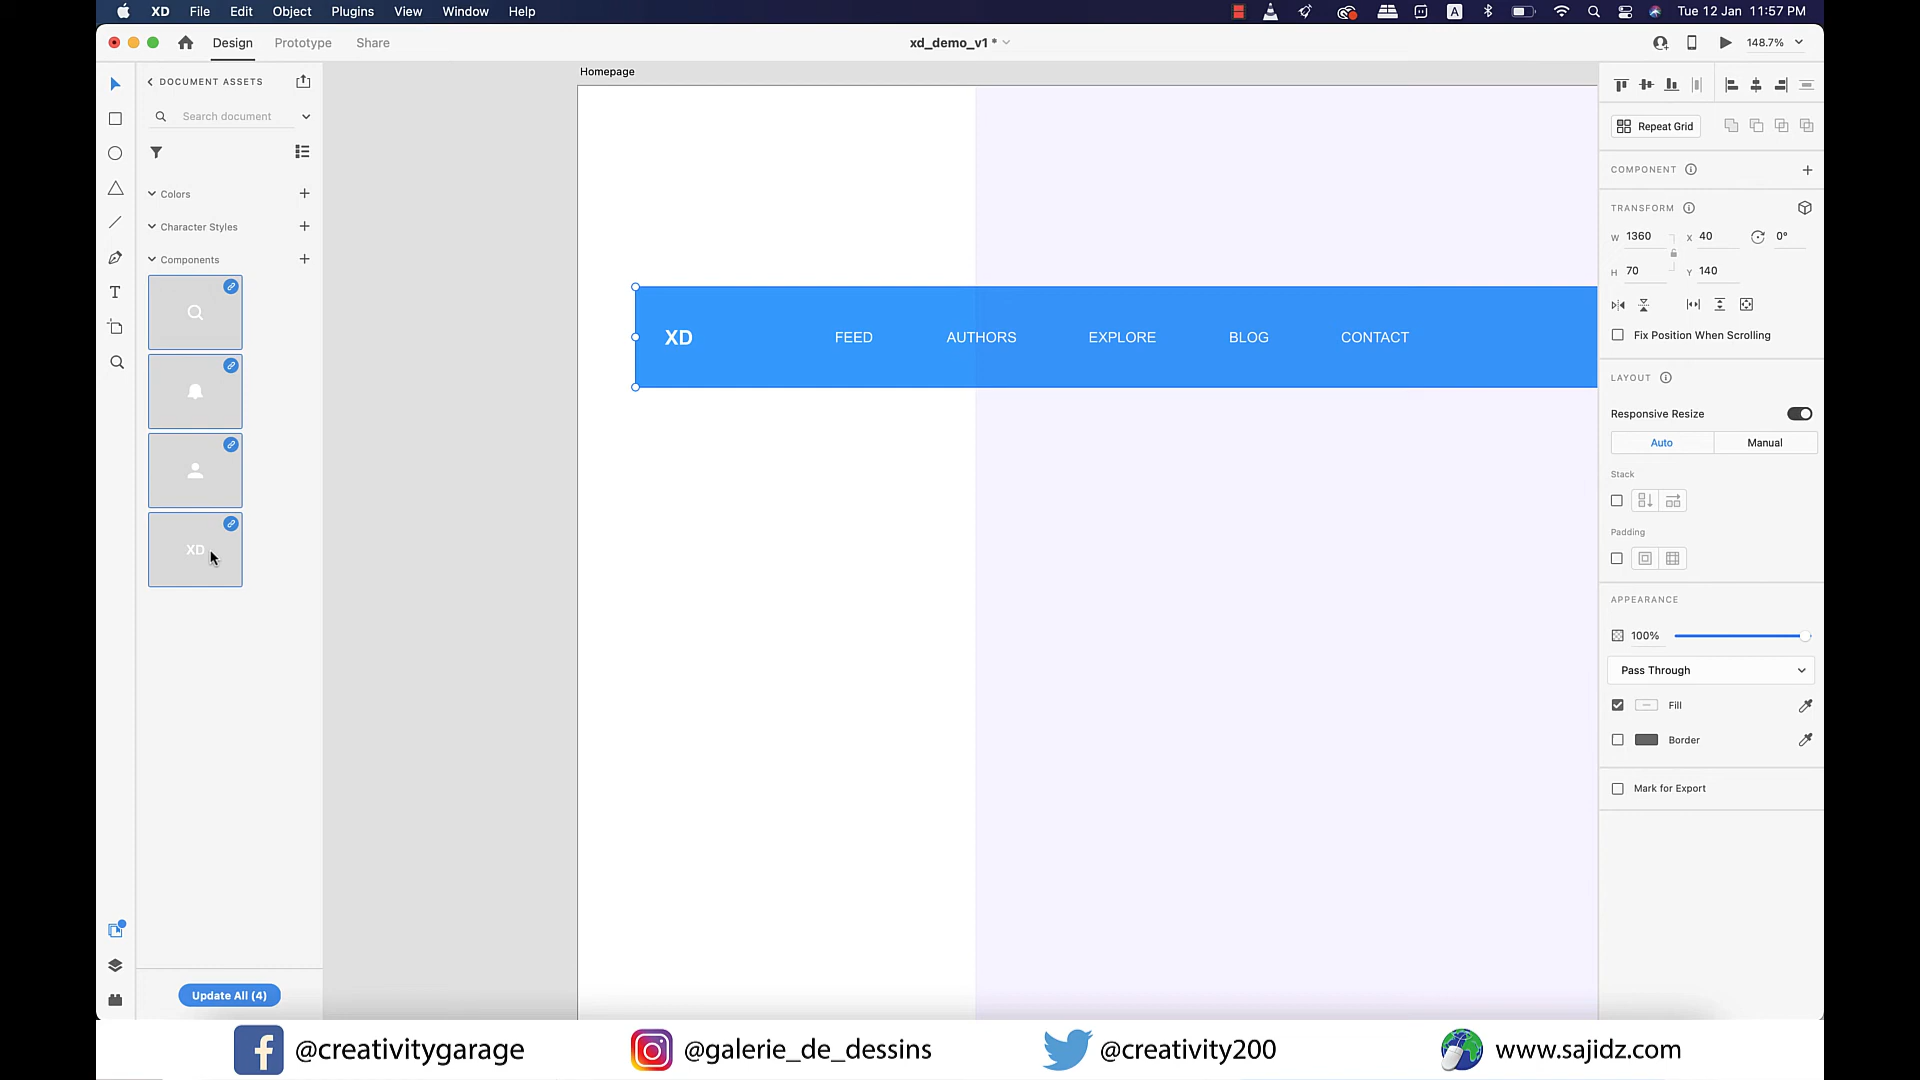 XD File Edit Object Plugins View Window Help
A Tue 12 Jan 11:57 PM
Design Prototype Share
xd_demo_v1 *
148.7%
DOCUMENT ASSETS
Search document
Colors
Character Styles
Components
XD
Update All (4)
Homepage
XD FEED AUTHORS EXPLORE BLOG CONTACT
Repeat Grid
COMPONENT
TRANSFORM
W 1360 X 40 0°
H 70 Y 140
Fix Position When Scrolling
LAYOUT
Responsive Resize
Auto Manual
Stack
Padding
APPEARANCE
100%
Pass Through
Fill
Border
Mark for Export
@creativitygarage @galerie_de_dessins @creativity200 www.sajidz.com